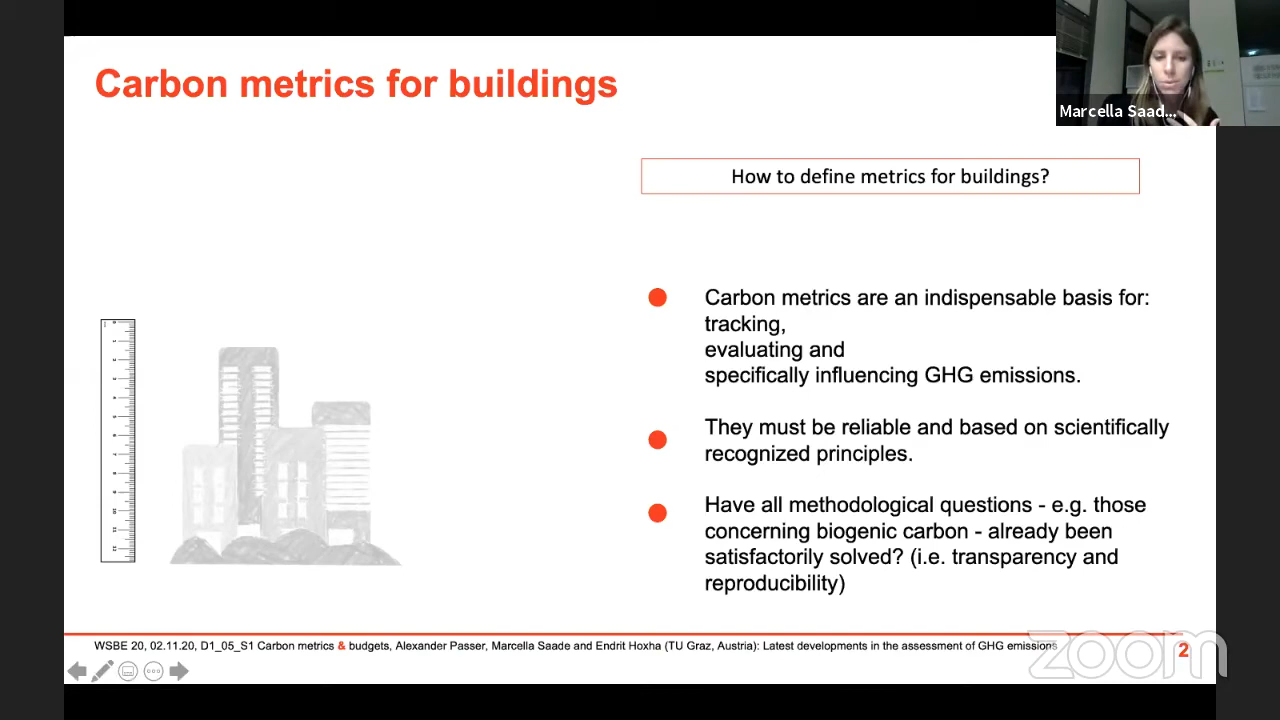 Carbon metrics for buildings
Marcella Saad...
How to define metrics for buildings?
Carbon metrics are an indispensable basis for:
tracking,
evaluating and
specifically influencing GHG emissions.
They must be reliable and based on scientifically
recognized principles.
Have all methodological questions - e.g. those
concerning biogenic carbon - already been
satisfactorily solved? (i.e. transparency and
reproducibility)
WSBE 20, 02.11.20, D1_05_S1 Carbon metrics & budgets, Alexander Passer, Marcella Saade and Endrit Hoxha (TU Graz, Austria): Latest developments in the assessment of GHG emissions
2
zoom